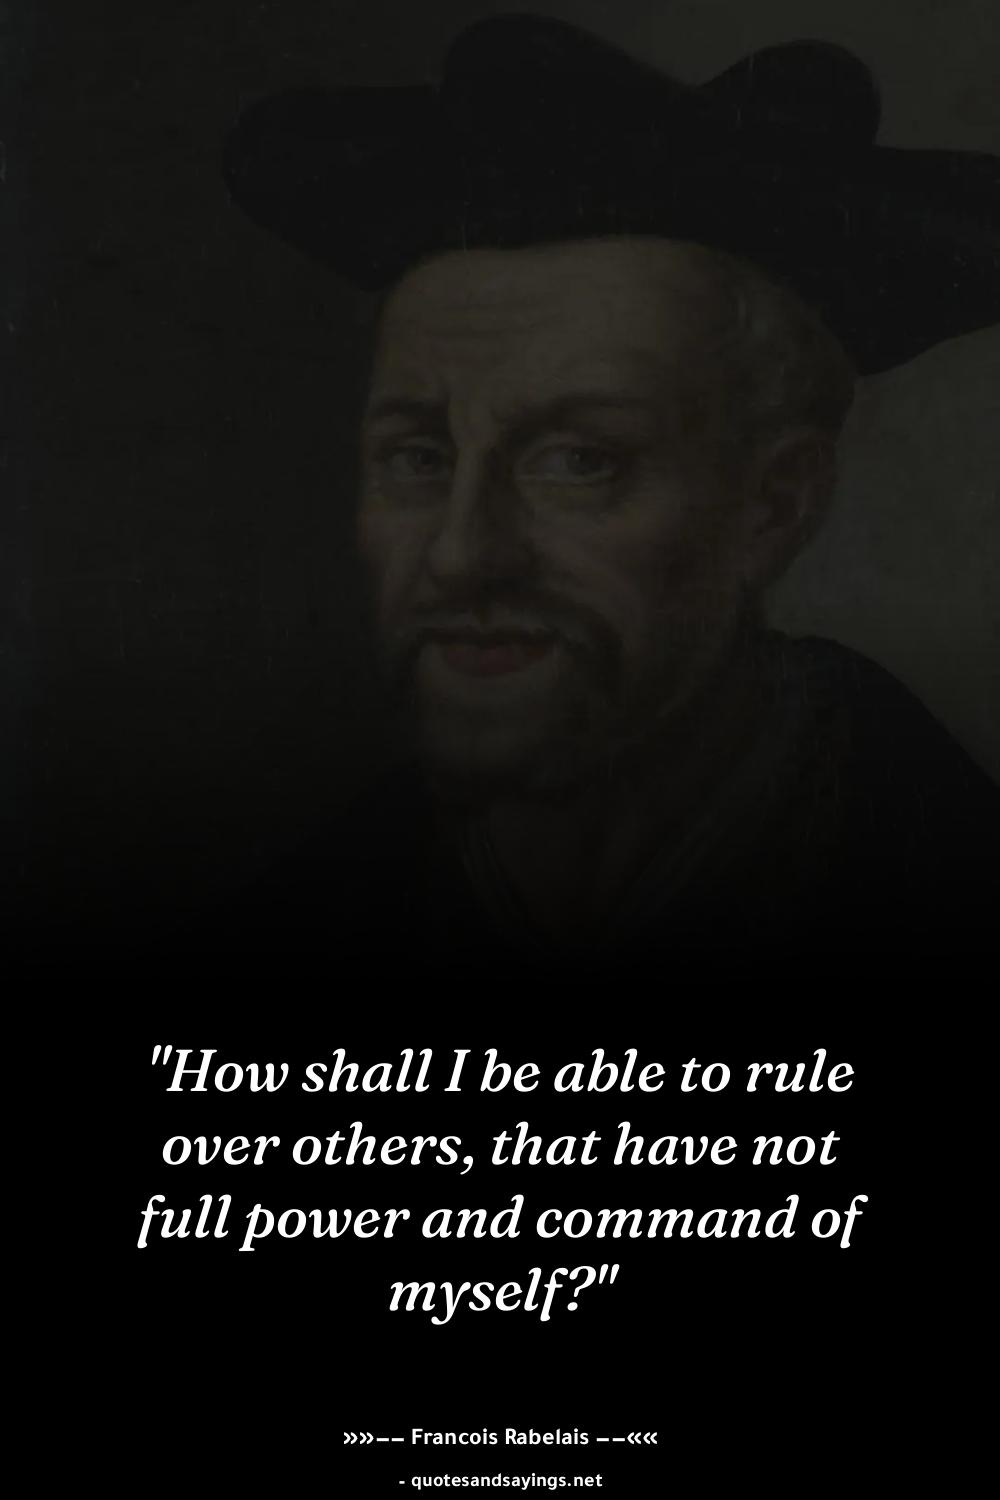 "How shall I be able to rule
over others, that have not
full power and command of
myself?"
»»−− Francois Rabelais −−««
- quotesandsayings.net